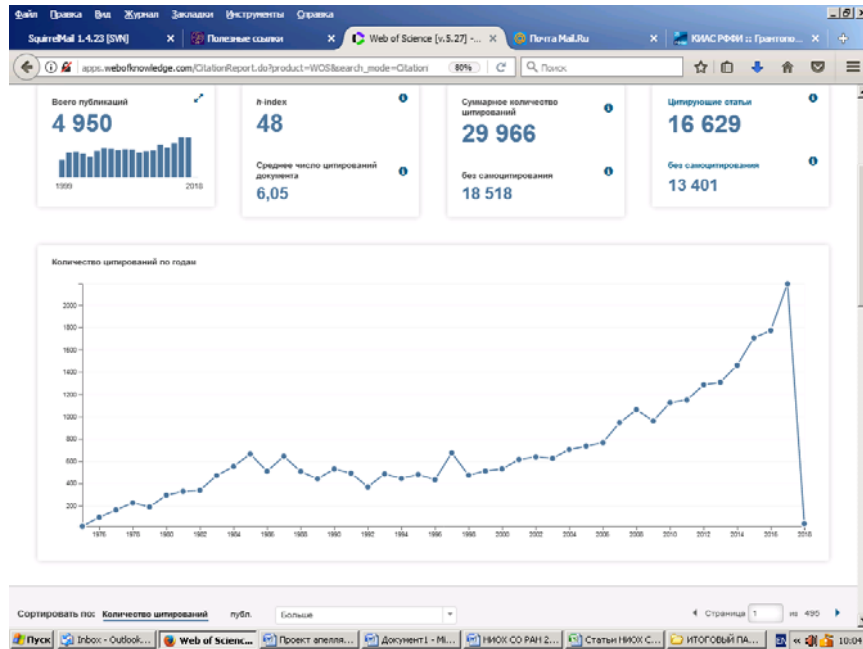 Файл Правка Вид Журнал Закладки Инструменты Справка
SquirrelMail 1.4.23 [SVN] × Полезные ссылки × Web of Science [v.5.27] -... × Почта Mail.Ru × КИАС РФФИ :: Грантопо... ×
apps.webofknowledge.com/CitationReport.do?product=WOS&search_mode=Citation 80% Поиск
Всего публикаций
4 950
1999 2018
h-index
48
Среднее число цитирований
документа
6,05
Суммарное количество
цитирований
29 966
без самоцитирования
18 518
Цитирующие статьи
16 629
без самоцитирования
13 401
Количество цитирований по годам
2000
1800
1600
1400
1200
1000
800
600
400
200
1976 1978 1980 1982 1984 1986 1988 1990 1992 1994 1996 1998 2000 2002 2004 2006 2008 2010 2012 2014 2016 2018
Сортировать по: Количество цитирований публ. Больше Страница 1 из 495
Пуск Inbox - Outlook... Web of Scienc... Проект апелля... Документ1 - Mi... НИОХ СО РАН 2... Статьи НИОХ С... ИТОГОВЫЙ ПА... EN 10:04